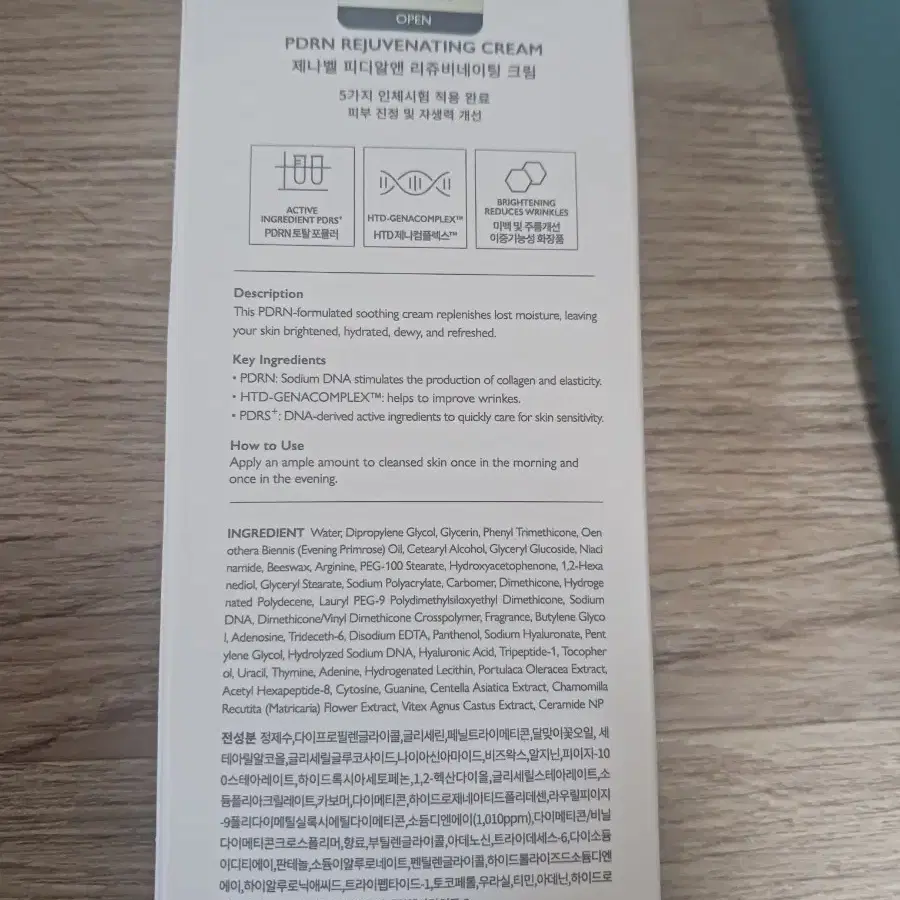 OPEN
PDRN REJUVENATING CREAM
제나벨 피디알앤 리쥬비네이팅 크림
5가지 인체시험 적용 완료
피부 진정 및 자생력 개선
ACTIVE
INGREDIENT PDRS⁺
PDRN 토탈 포뮬러
HTD-GENACOMPLEX™
HTD 제나컴플렉스™
BRIGHTENING
REDUCES WRINKLES
미백 및 주름개선
이중기능성 화장품
Description
This PDRN-formulated soothing cream replenishes lost moisture, leaving
your skin brightened, hydrated, dewy, and refreshed.
Key Ingredients
• PDRN: Sodium DNA stimulates the production of collagen and elasticity.
• HTD-GENACOMPLEX™: helps to improve wrinkes.
• PDRS⁺: DNA-derived active ingredients to quickly care for skin sensitivity.
How to Use
Apply an ample amount to cleansed skin once in the morning and
once in the evening.
INGREDIENT Water, Dipropylene Glycol, Glycerin, Phenyl Trimethicone, Oen
othera Biennis (Evening Primrose) Oil, Cetearyl Alcohol, Glyceryl Glucoside, Niaci
namide, Beeswax, Arginine, PEG-100 Stearate, Hydroxyacetophenone, 1,2-Hexa
nediol, Glyceryl Stearate, Sodium Polyacrylate, Carbomer, Dimethicone, Hydroge
nated Polydecene, Lauryl PEG-9 Polydimethylsiloxyethyl Dimethicone, Sodium
DNA, Dimethicone/Vinyl Dimethicone Crosspolymer, Fragrance, Butylene Glyco
l, Adenosine, Trideceth-6, Disodium EDTA, Panthenol, Sodium Hyaluronate, Pent
ylene Glycol, Hydrolyzed Sodium DNA, Hyaluronic Acid, Tripeptide-1, Tocopher
ol, Uracil, Thymine, Adenine, Hydrogenated Lecithin, Portulaca Oleracea Extract,
Acetyl Hexapeptide-8, Cytosine, Guanine, Centella Asiatica Extract, Chamomilla
Recutita (Matricaria) Flower Extract, Vitex Agnus Castus Extract, Ceramide NP
전성분 정제수,다이프로필렌글라이콜,글리세린,페닐트라이메티콘,달맞이꽃오일, 세
테아릴알코올,글리세릴글루코사이드,나이아신아마이드,비즈왁스,알지닌,피이지-10
0스테아레이트,하이드록시아세토페논,1,2-헥산다이올,글리세릴스테아레이트,소
듐폴리아크릴레이트,카보머,다이메티콘,하이드로제네이티드폴리데센,라우릴피이지
-9폴리다이메틸실록시에틸다이메티콘,소듐디엔에이(1,010ppm),다이메티콘/비닐
다이메티콘크로스폴리머,향료,부틸렌글라이콜,아데노신,트라이데세스-6,다이소듐
이디티에이,판테놀,소듐하이알루로네이트,펜틸렌글라이콜,하이드롤라이즈드소듐디엔
에이,하이알루로닉애씨드,트라이펩타이드-1,토코페롤,우라실,티민,아데닌,하이드로